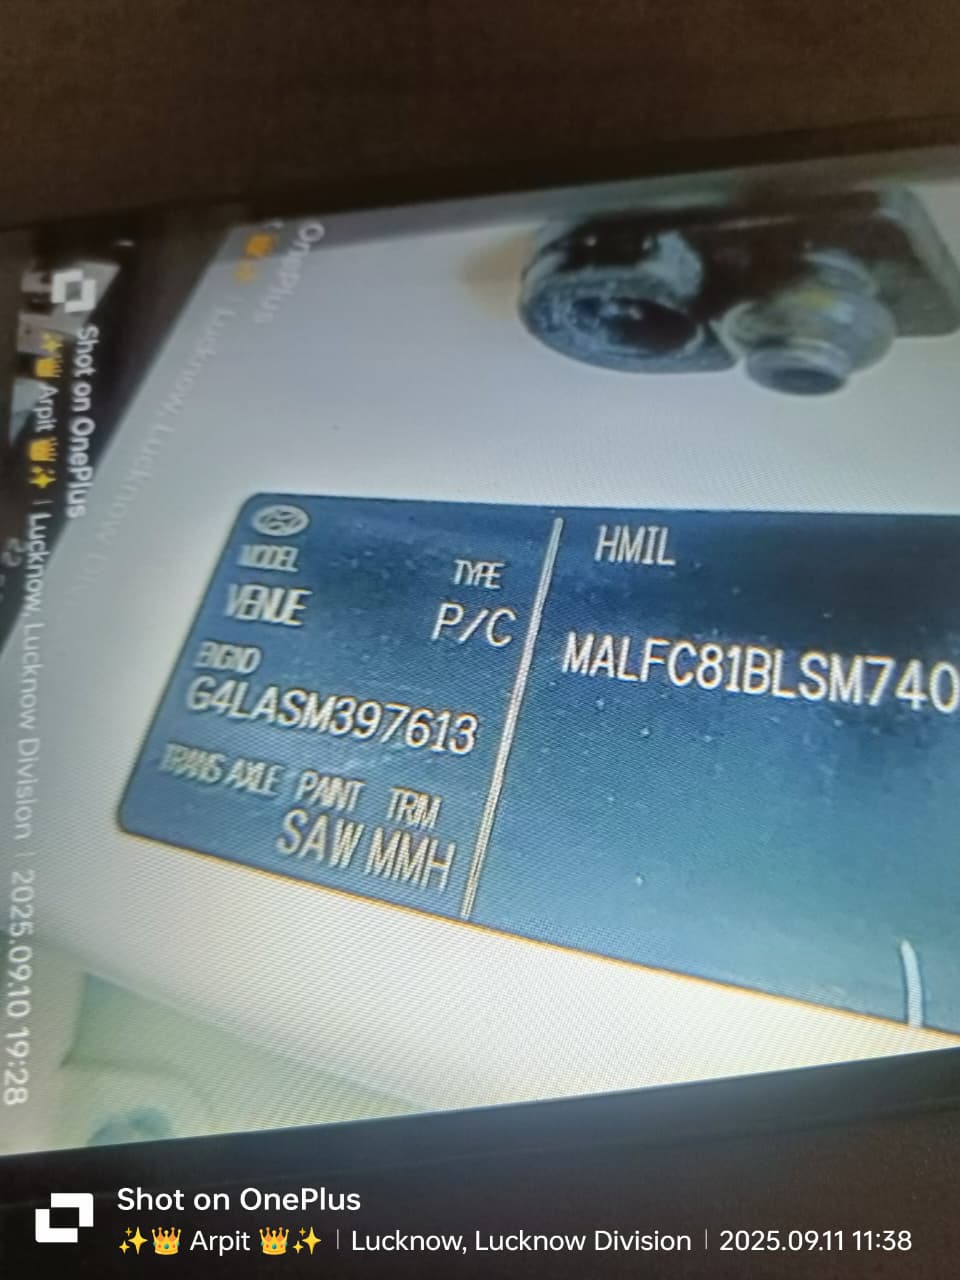 OnePlus
Lucknow, Lucknow Di
Shot on OnePlus
✨👑 Arpit 👑✨ | Lucknow, Lucknow Division | 2025.09.10 19:28
MODEL TYPE
VENUE P/C
ENGNO
G4LASM397613
TRANS AXLE PAINT TRIM
SAW MMH
HMIL
MALFC81BLSM740
Shot on OnePlus
✨👑 Arpit 👑✨ | Lucknow, Lucknow Division | 2025.09.11 11:38